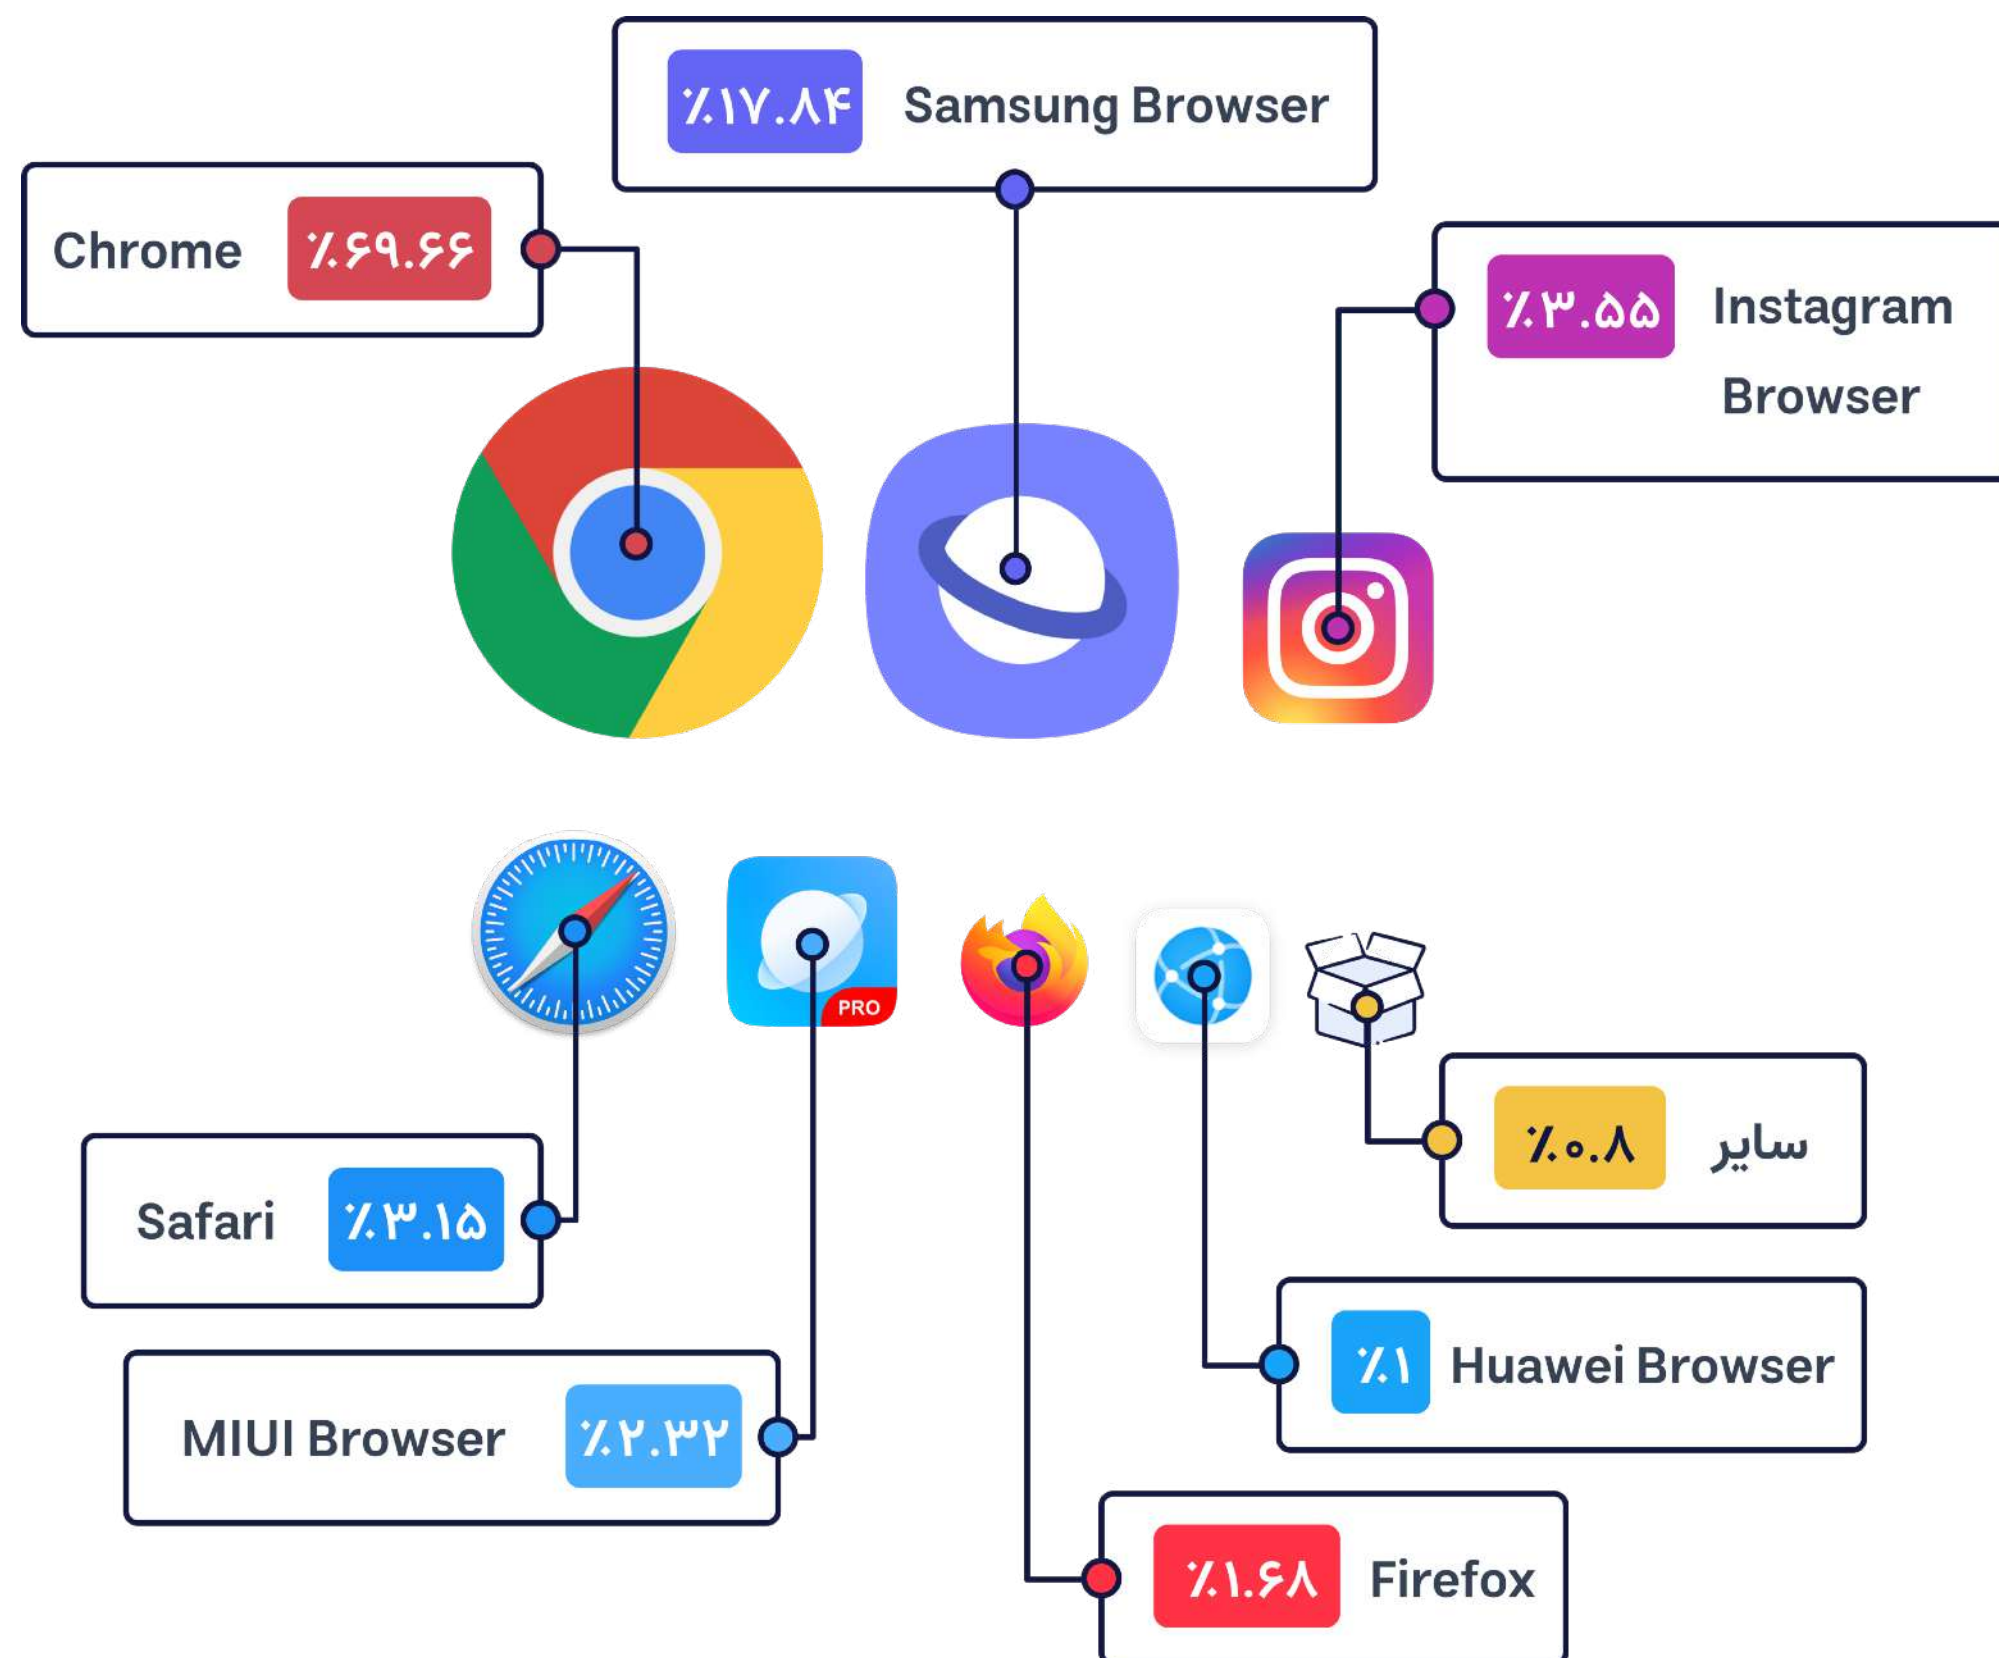 ٪۱۷.۸۴ Samsung Browser
Chrome ٪۶۹.۶۶
٪۳.۵۵ Instagram
Browser
PRO
٪۰.۸ سایر
Safari ٪۳.۱۵
٪۱ Huawei Browser
MIUI Browser ٪۲.۳۲
٪۱.۶۸ Firefox